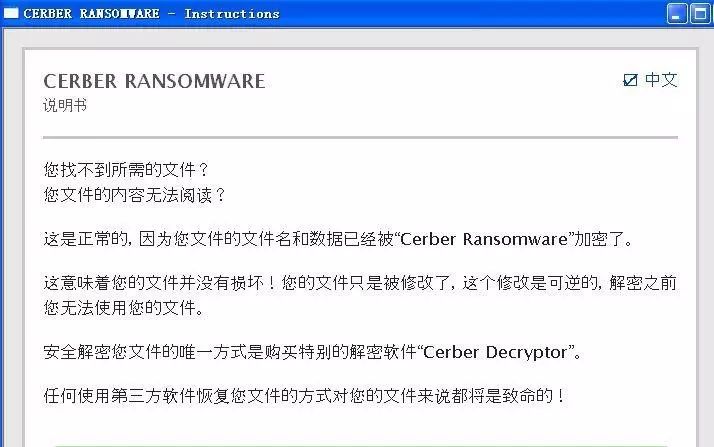 CERBER RANSOMWARE - Instructions
CERBER RANSOMWARE
中文
说明书
您找不到所需的文件？
您文件的内容无法阅读？
这是正常的, 因为您文件的文件名和数据已经被“Cerber Ransomware”加密了。
这意味着您的文件并没有损坏！您的文件只是被修改了, 这个修改是可逆的, 解密之前
您无法使用您的文件。
安全解密您文件的唯一方式是购买特别的解密软件“Cerber Decryptor”。
任何使用第三方软件恢复您文件的方式对您的文件来说都将是致命的！